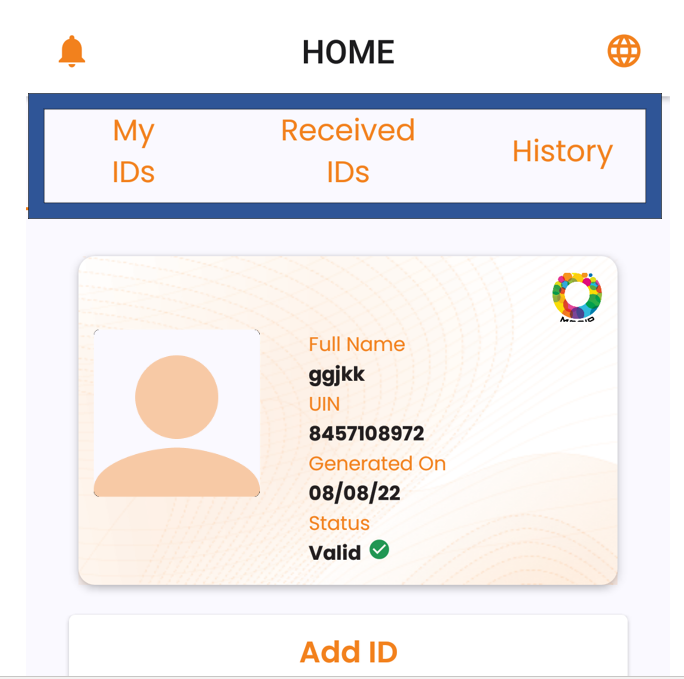 HOME
My
IDs
Received
IDs
History
Full Name
ggjkk
UIN
8457108972
Generated On
08/08/22
Status
Valid
Add ID